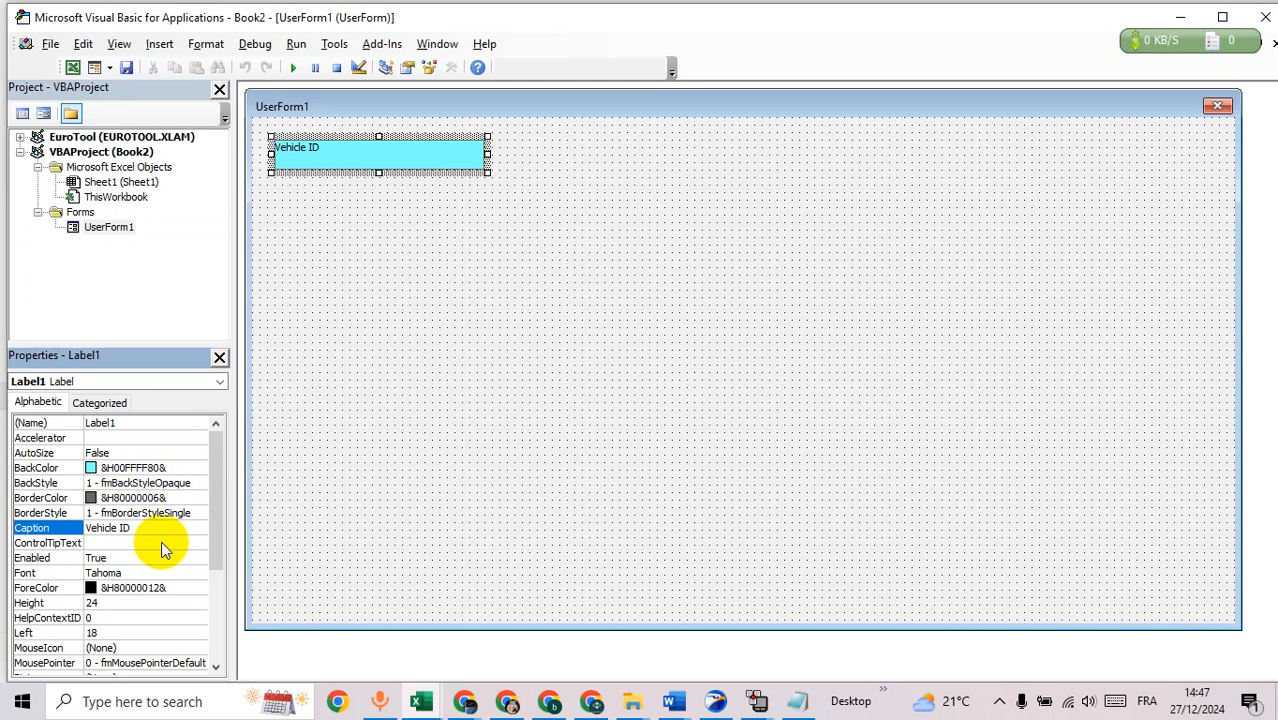 Microsoft Visual Basic for Applications - Book2 - [UserForm1 (UserForm)]
File Edit View Insert Format Debug Run Tools Add-Ins Window Help
0 KB/S 0
Project - VBAProject
UserForm1
EuroTool (EUROTOOL.XLAM)
VBAProject (Book2)
Microsoft Excel Objects
Sheet1 (Sheet1)
ThisWorkbook
Forms
UserForm1
Vehicle ID
Properties - Label1
Label1 Label
Alphabetic Categorized
(Name) Label1
Accelerator
AutoSize False
BackColor &H00FFFF80&
BackStyle 1 - fmBackStyleOpaque
BorderColor &H80000006&
BorderStyle 1 - fmBorderStyleSingle
Caption Vehicle ID
ControlTipText
Enabled True
Font Tahoma
ForeColor &H80000012&
Height 24
HelpContextID 0
Left 18
MouseIcon (None)
MousePointer 0 - fmMousePointerDefault
Type here to search
Desktop
21°C
FRA
14:47
27/12/2024
1